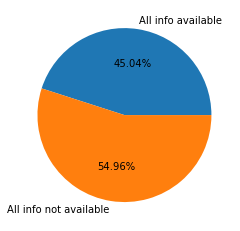 All info available
45.04%
54.96%
All info not available